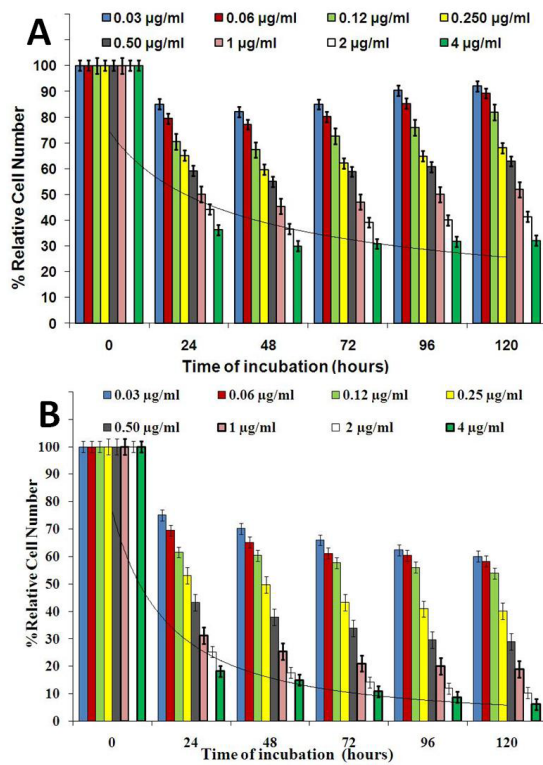 A
0.03 µg/ml 0.06 µg/ml 0.12 µg/ml 0.250 µg/ml
0.50 µg/ml 1 µg/ml 2 µg/ml 4 µg/ml
% Relative Cell Number
100
90
80
70
60
50
40
30
20
10
0
0 24 48 72 96 120
Time of incubation (hours)
B
0.03 µg/ml 0.06 µg/ml 0.12 µg/ml 0.25 µg/ml
0.50 µg/ml 1 µg/ml 2 µg/ml 4 µg/ml
%Relative Cell Number
100
90
80
70
60
50
40
30
20
10
0
0 24 48 72 96 120
Time of incubation (hours)